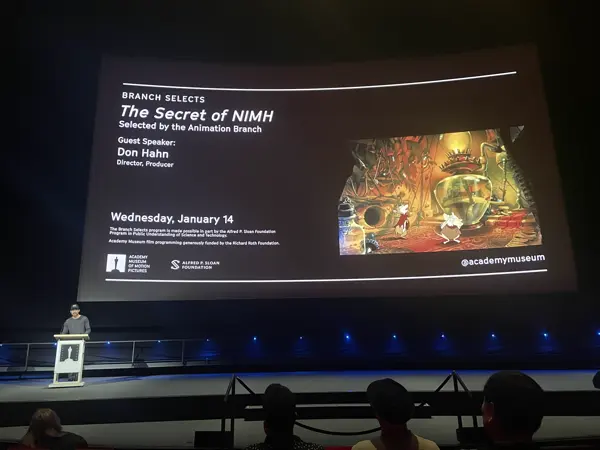 BRANCH SELECTS
The Secret of NIMH
Selected by the Animation Branch
Guest Speaker:
Don Hahn
Director, Producer
Wednesday, January 14
The Branch Selects program is made possible in part by the Alfred P. Sloan Foundation
Program in Public Understanding of Science and Technology.
Academy Museum film programming generously funded by the Richard Roth Foundation.
ACADEMY
MUSEUM
OF MOTION
PICTURES
ALFRED P. SLOAN
FOUNDATION
@academymuseum